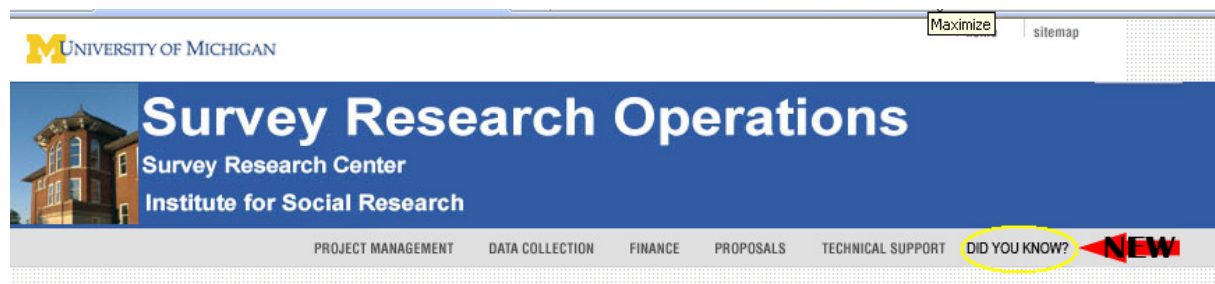 Maximize
sitemap
MUNIVERSITY OF MICHIGAN
Survey Research Operations
Survey Research Center
Institute for Social Research
PROJECT MANAGEMENT DATA COLLECTION FINANCE PROPOSALS TECHNICAL SUPPORT DID YOU KNOW? NEW